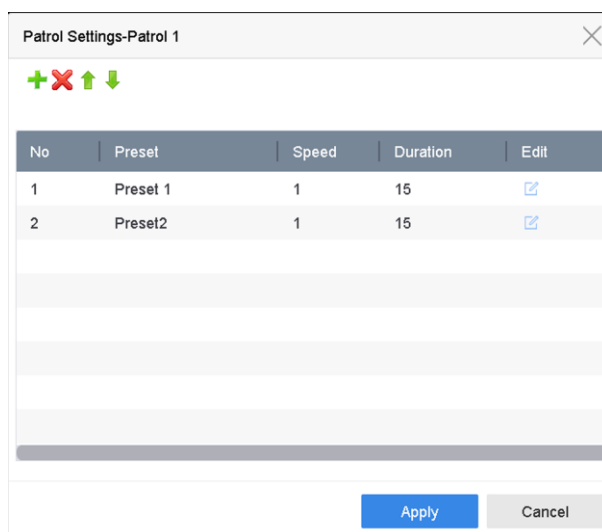 Patrol Settings-Patrol 1
No Preset Speed Duration Edit
1 Preset 1 1 15
2 Preset2 1 15
Apply Cancel